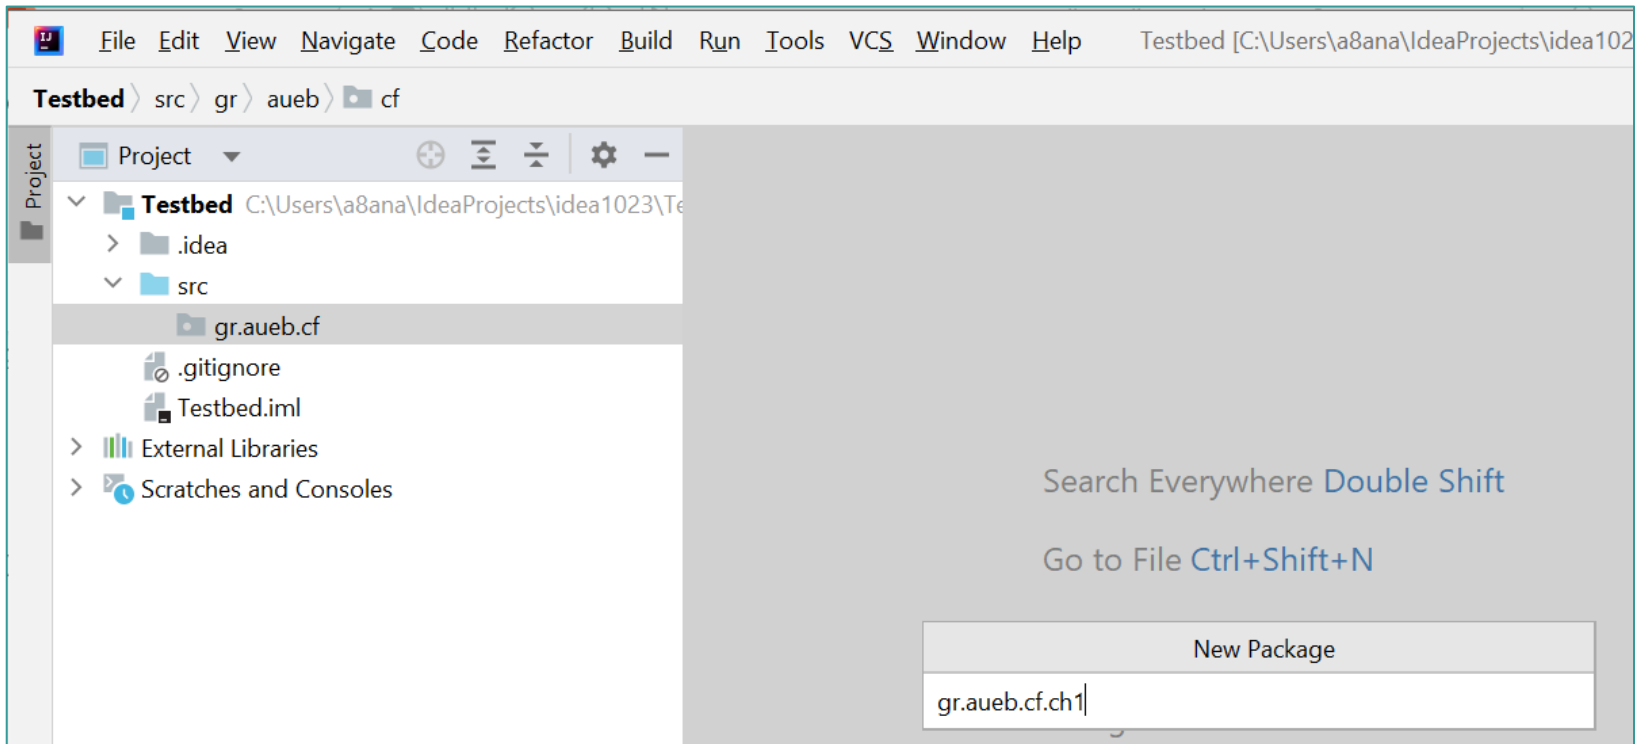 File Edit View Navigate Code Refactor Build Run Tools VCS Window Help Testbed [C:\Users\a8ana\IdeaProjects\idea102
Testbed src gr aueb cf
Project
Project
Testbed C:\Users\a8ana\IdeaProjects\idea1023\Te
.idea
src
gr.aueb.cf
.gitignore
Testbed.iml
External Libraries
Scratches and Consoles
Search Everywhere Double Shift
Go to File Ctrl+Shift+N
New Package
gr.aueb.cf.ch1